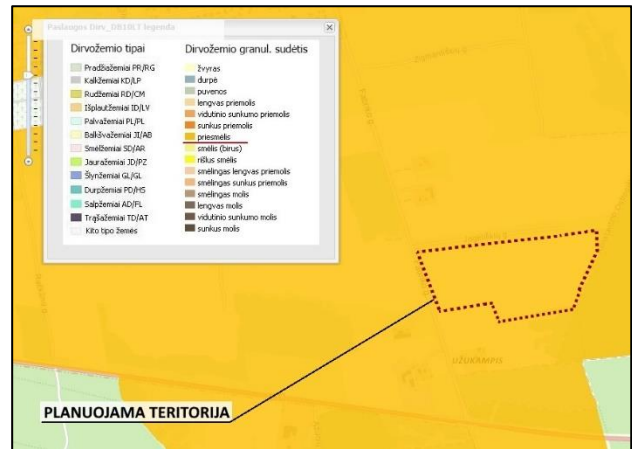 Paslaugos Dirv_DR10LT legenda
Dirvožemio tipai
Pradžiažemiai PR/RG
Kalkžemiai KD/LP
Rudžemiai RD/CM
Išplautžemiai ID/LV
Palvažemiai PL/PL
Balkšvažemiai JI/AB
Smėlžemiai SD/AR
Jauražemiai JD/PZ
Šlynžemiai GL/GL
Durpžemiai PD/HS
Salpžemiai AD/FL
Trąšažemiai TD/AT
Kito tipo žemės
Dirvožemio granul. sudėtis
žvyras
durpė
puvenos
lengvas priemolis
vidutinio sunkumo priemolis
sunkus priemolis
priesmėlis
smėlis (birus)
rišlus smėlis
smėlingas lengvas priemolis
smėlingas sunkus priemolis
smėlingas molis
lengvas molis
vidutinio sunkumo molis
sunkus molis
UŽUKAMPIS
PLANUOJAMA TERITORIJA